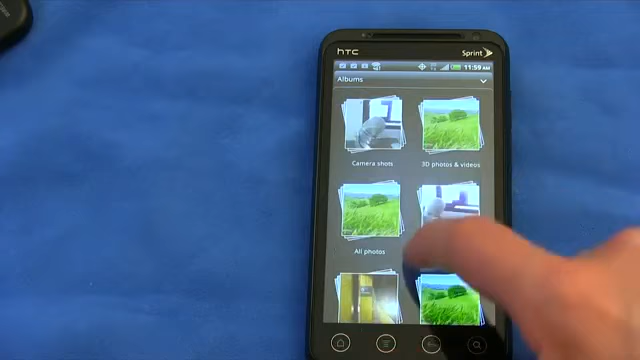 htc
Sprint
11:59 AM
Albums
Camera shots
3D photos & videos
All photos